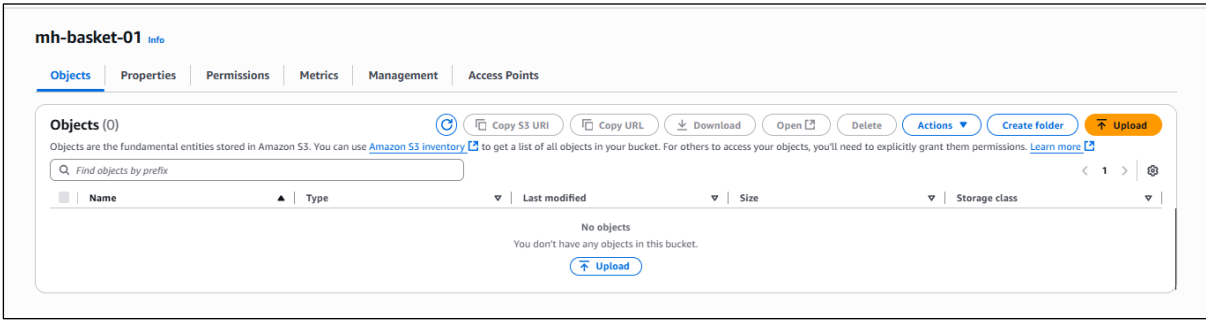 mh-basket-01 Info
Objects Properties Permissions Metrics Management Access Points
Objects (0) Copy S3 URI Copy URL Download Open Delete Actions Create folder Upload
Objects are the fundamental entities stored in Amazon S3. You can use Amazon S3 inventory to get a list of all objects in your bucket. For others to access your objects, you'll need to explicitly grant them permissions. Learn more
Find objects by prefix 1
Name Type Last modified Size Storage class
No objects
You don't have any objects in this bucket.
Upload